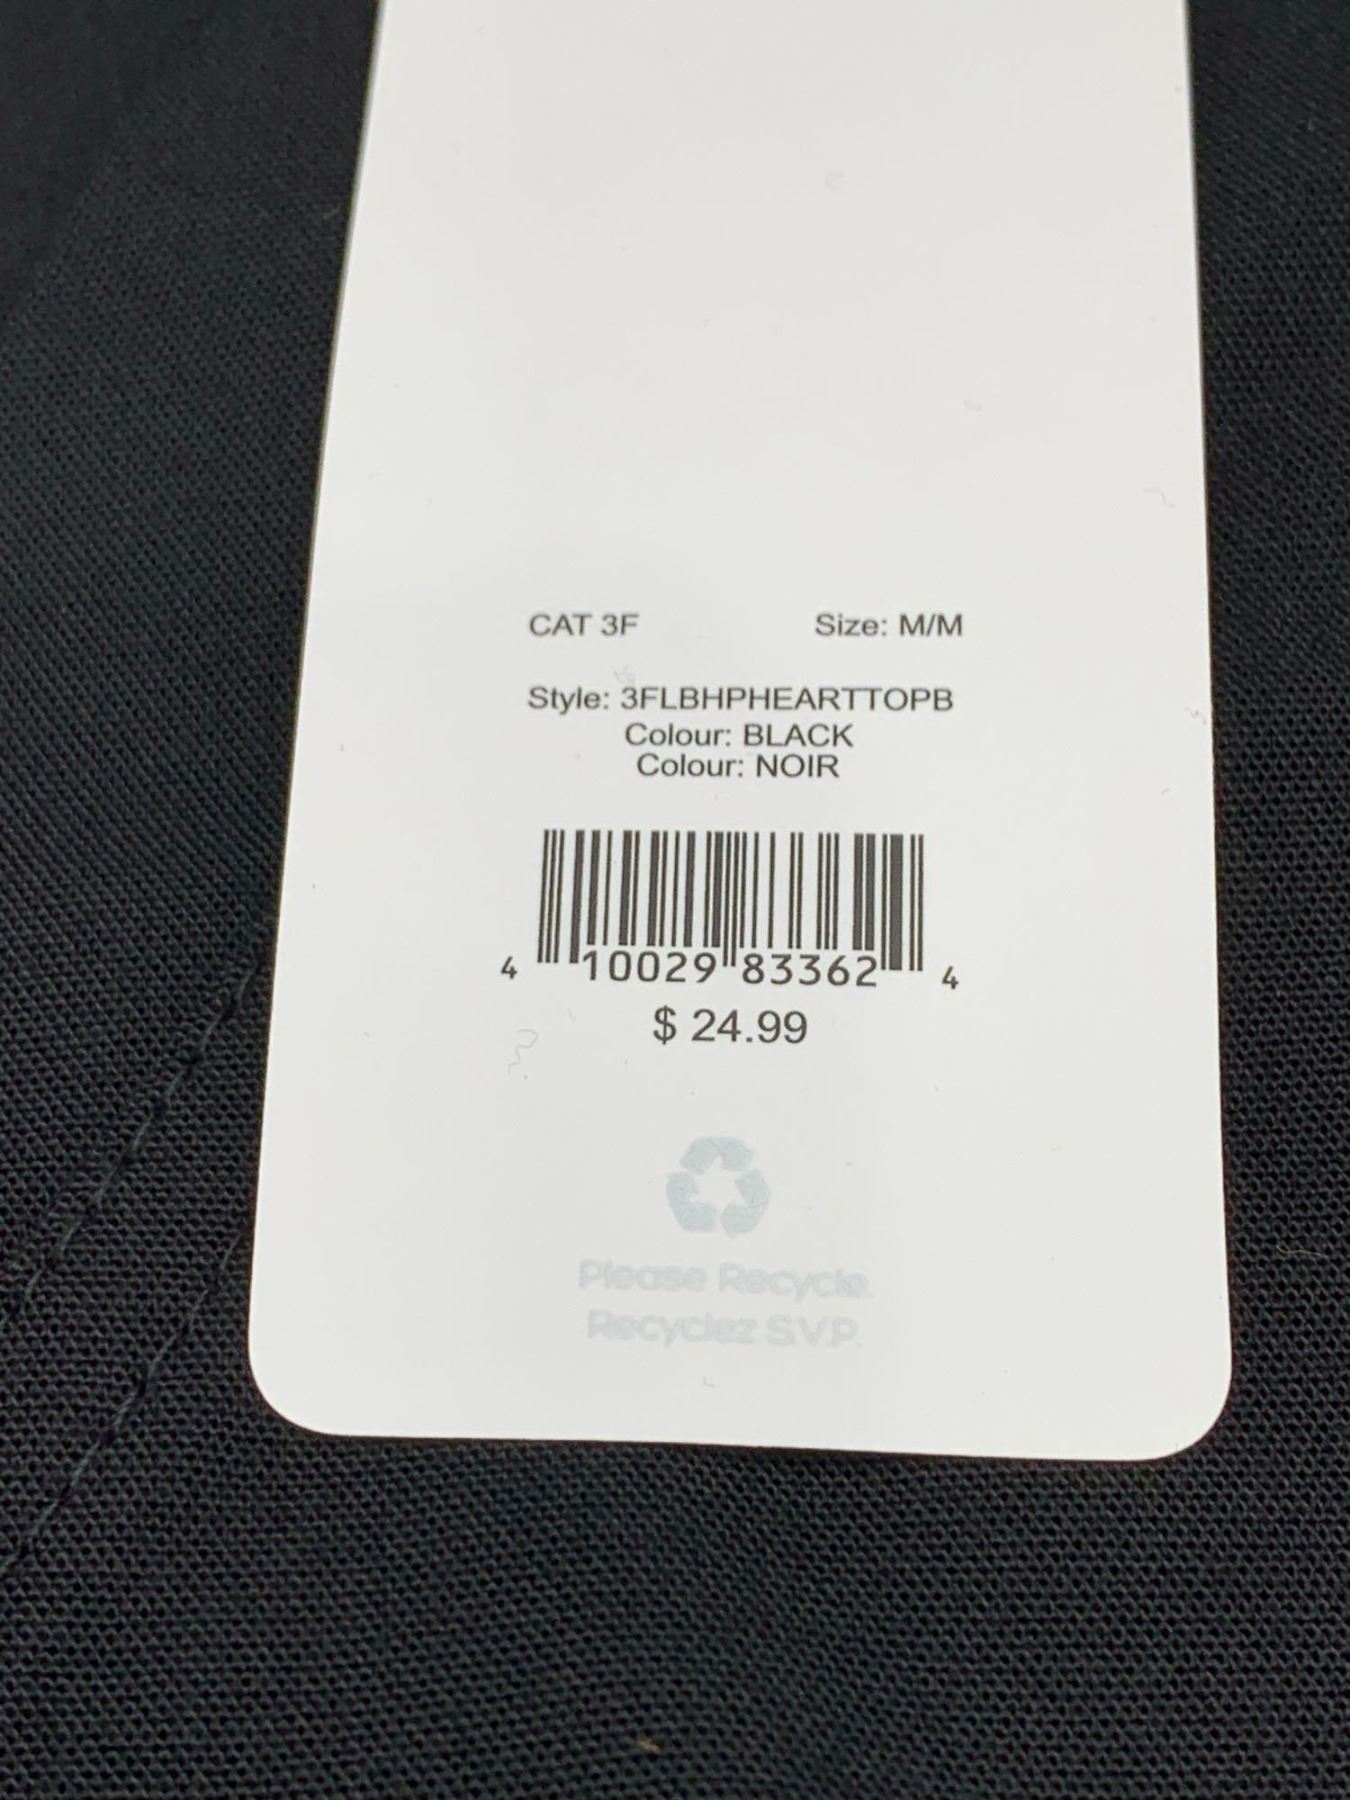 CAT 3F Size: M/M
Style: 3FLBHPHEARTTOPB
Colour: BLACK
Colour: NOIR
4 10029 83362 4
$ 24.99
Please Recycle.
Recyclez S.V.P.